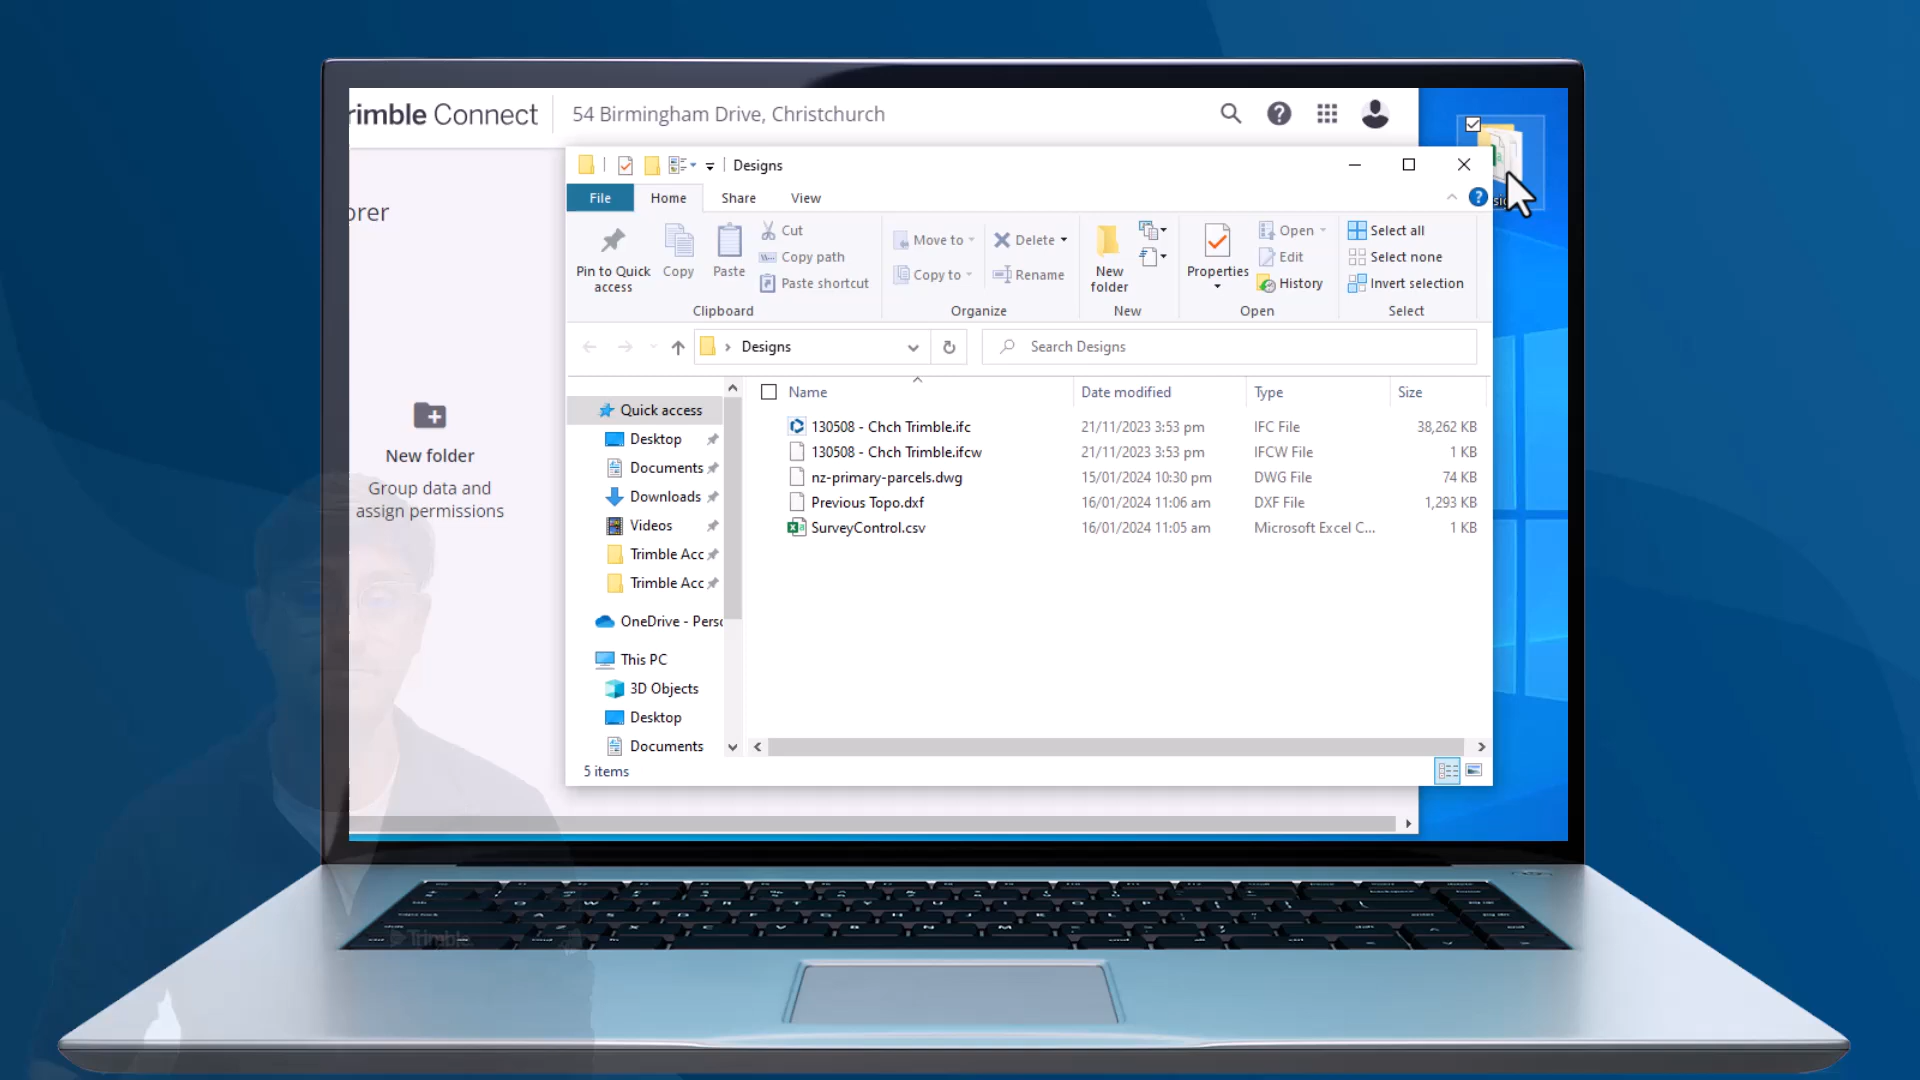 rimble Connect
54 Birmingham Drive, Christchurch
orer
New folder
Group data and
assign permissions
Designs
File
Home
Share
View
Pin to Quick
access
Copy
Paste
Cut
Copy path
Paste shortcut
Clipboard
Move to
Copy to
Delete
Rename
Organize
New
folder
New
Properties
Open
Edit
History
Open
Select all
Select none
Invert selection
Select
Designs
Search Designs
Quick access
Desktop
Documents
Downloads
Videos
Trimble Acc
Trimble Acc
OneDrive - Perso
This PC
3D Objects
Desktop
Documents
Name Date modified Type Size
130508 - Chch Trimble.ifc 21/11/2023 3:53 pm IFC File 38,262 KB
130508 - Chch Trimble.ifcw 21/11/2023 3:53 pm IFCW File 1 KB
nz-primary-parcels.dwg 15/01/2024 10:30 pm DWG File 74 KB
Previous Topo.dxf 16/01/2024 11:06 am DXF File 1,293 KB
SurveyControl.csv 16/01/2024 11:05 am Microsoft Excel C... 1 KB
5 items
Trimble